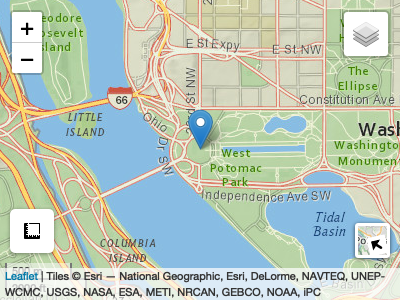 Theodore
Roosevelt
Island
+
−
E St Expy
E St NW
The
Ellipse
Constitution Ave
66
LITTLE
ISLAND
Ohio Dr SW
Wash
Washington
Monument
West
Potomac
Park
Independence Ave SW
Tidal
Basin
COLUMBIA
ISLAND
Leaflet | Tiles © Esri — National Geographic, Esri, DeLorme, NAVTEQ, UNEP-
WCMC, USGS, NASA, ESA, METI, NRCAN, GEBCO, NOAA, iPC